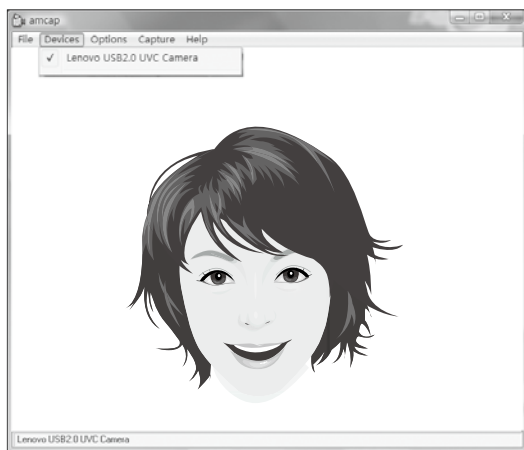 amcap
File Devices Options Capture Help
✓ Lenovo USB2.0 UVC Camera
Lenovo USB2.0 UVC Camera